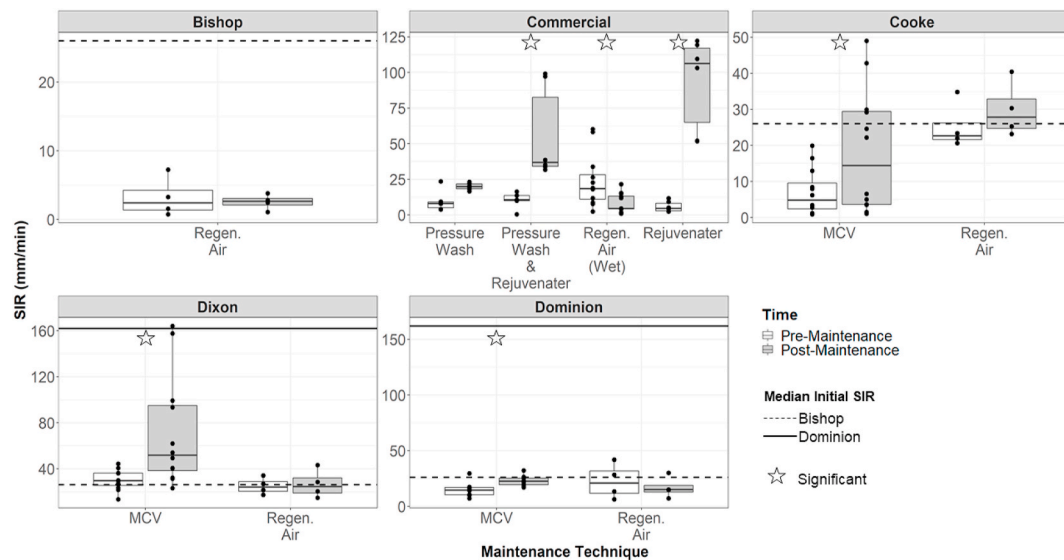 Bishop
Commercial
Cooke
26
20
10
0
Regen.
Air
125
100
75
50
25
0
Pressure
Wash
Pressure
Wash
&
Rejuvenater
Regen.
Air
(Wet)
Rejuvenater
50
40
30
20
10
0
MCV
Regen.
Air
SIR (mm/min)
Dixon
Dominion
160
120
80
40
MCV
Regen.
Air
150
100
50
0
MCV
Regen.
Air
Maintenance Technique
Time
Pre-Maintenance
Post-Maintenance
Median Initial SIR
Bishop
Dominion
Significant